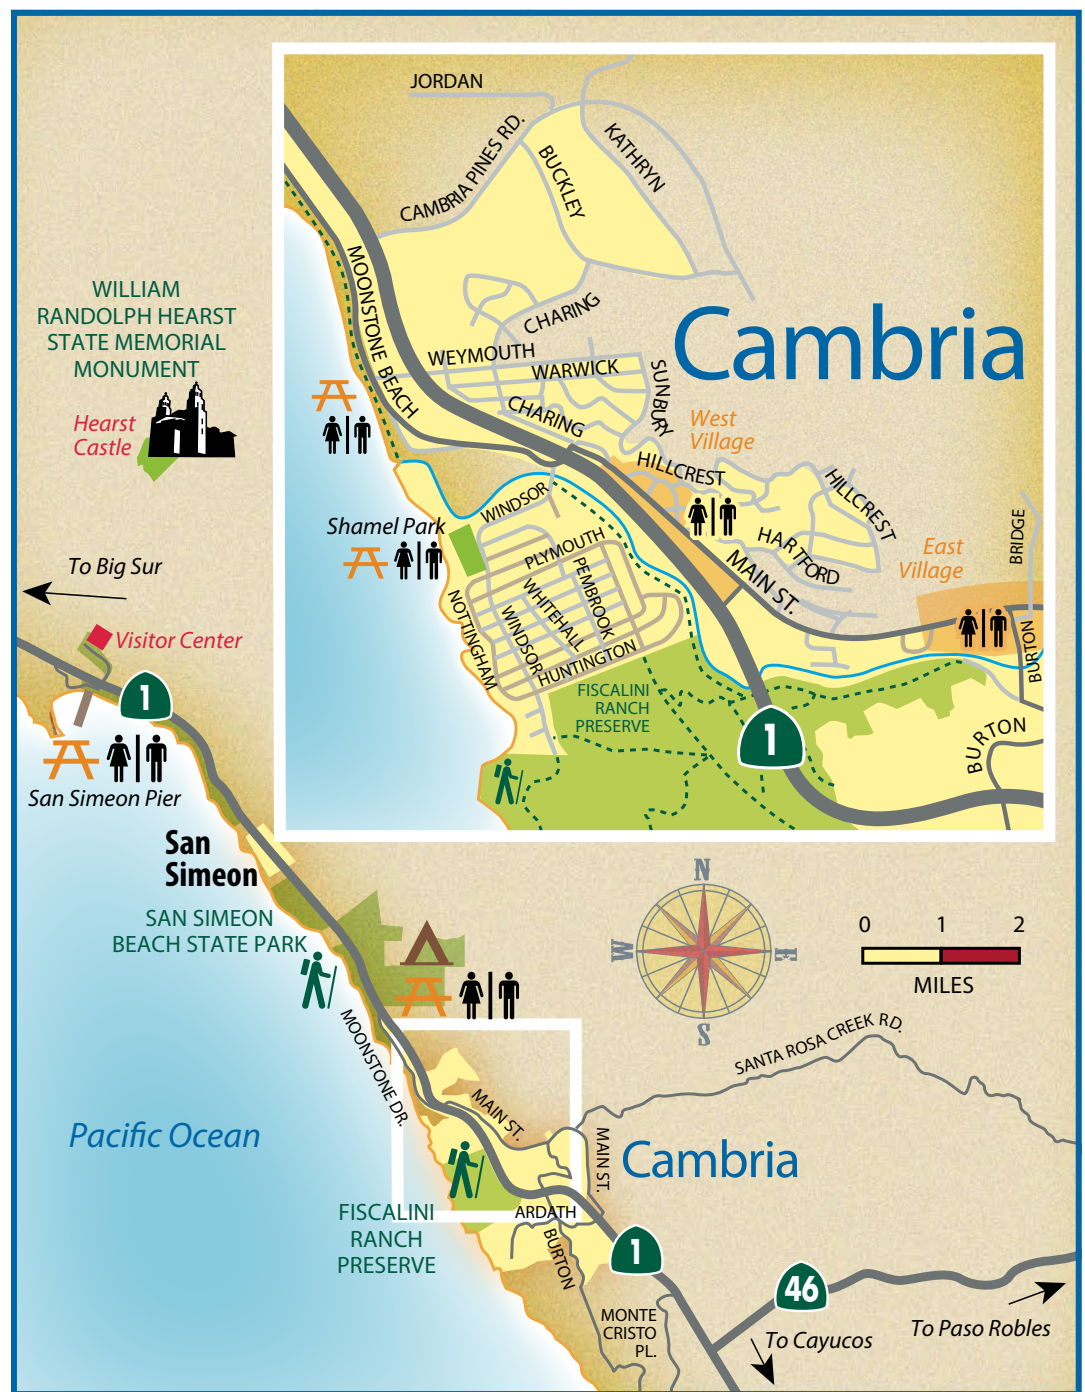 JORDAN
CAMBRIA PINES RD.
BUCKLEY
KATHRYN
MOONSTONE BEACH
CHARING
WEYMOUTH
WARWICK
SUNBURY
CHARING
Cambria
West
Village
HILLCREST
HILLCREST
WINDSOR
Shamel Park
PLYMOUTH
PEMBROOK
WHITEHALL
WINDSOR
NOTTINGHAM
HUNTINGTON
HARTFORD
MAIN ST.
East
Village
BRIDGE
BURTON
FISCALINI
RANCH
PRESERVE
1
BURTON
WILLIAM
RANDOLPH HEARST
STATE MEMORIAL
MONUMENT
Hearst
Castle
To Big Sur
Visitor Center
1
San Simeon Pier
San
Simeon
SAN SIMEON
BEACH STATE PARK
N
W
E
S
0 1 2
MILES
MOONSTONE DR.
SANTA ROSA CREEK RD.
MAIN ST.
MAIN ST.
Pacific Ocean
Cambria
FISCALINI
RANCH
PRESERVE
ARDATH
BURTON
1
46
MONTE
CRISTO
PL.
To Cayucos
To Paso Robles